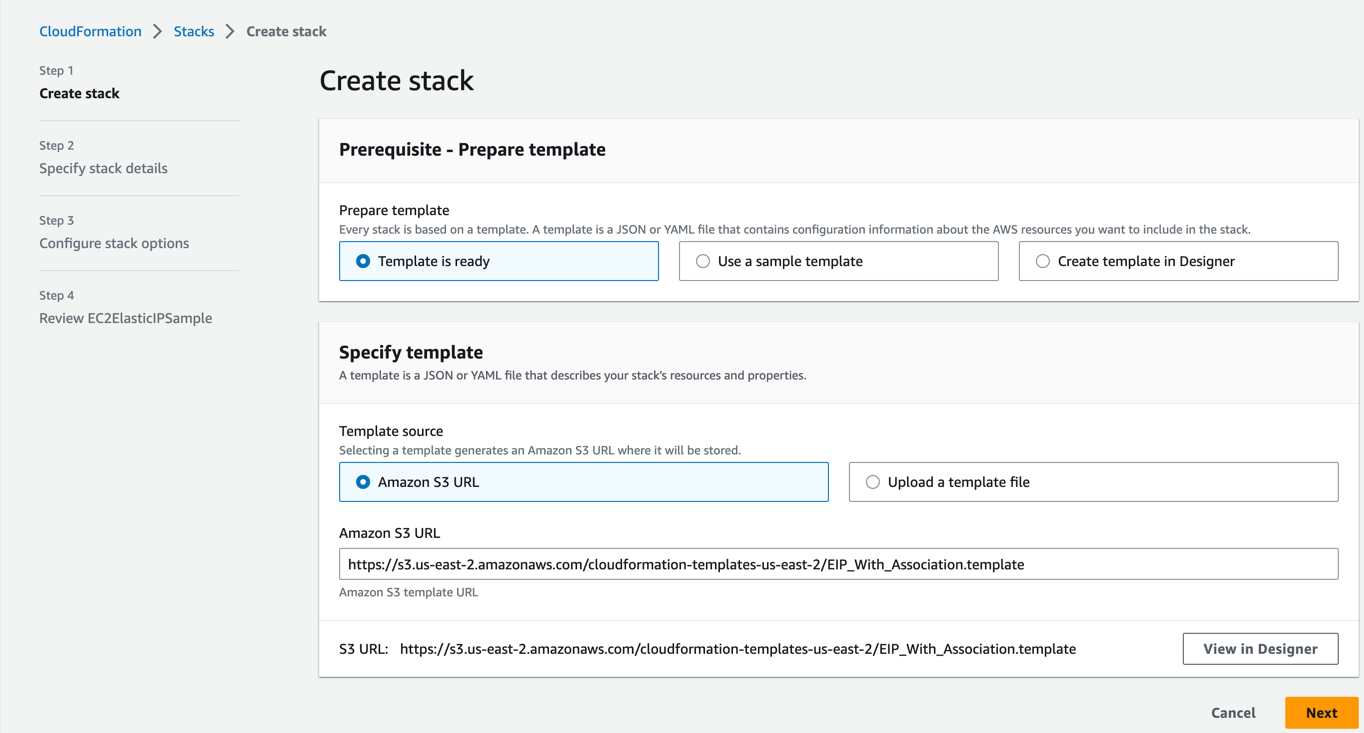 CloudFormation > Stacks > Create stack
Step 1
Create stack
Step 2
Specify stack details
Step 3
Configure stack options
Step 4
Review EC2ElasticIPSample
Create stack
Prerequisite - Prepare template
Prepare template
Every stack is based on a template. A template is a JSON or YAML file that contains configuration information about the AWS resources you want to include in the stack.
Template is ready
Use a sample template
Create template in Designer
Specify template
A template is a JSON or YAML file that describes your stack's resources and properties.
Template source
Selecting a template generates an Amazon S3 URL where it will be stored.
Amazon S3 URL
Upload a template file
Amazon S3 URL
https://s3.us-east-2.amazonaws.com/cloudformation-templates-us-east-2/EIP_With_Association.template
Amazon S3 template URL
S3 URL: https://s3.us-east-2.amazonaws.com/cloudformation-templates-us-east-2/EIP_With_Association.template
View in Designer
Cancel
Next